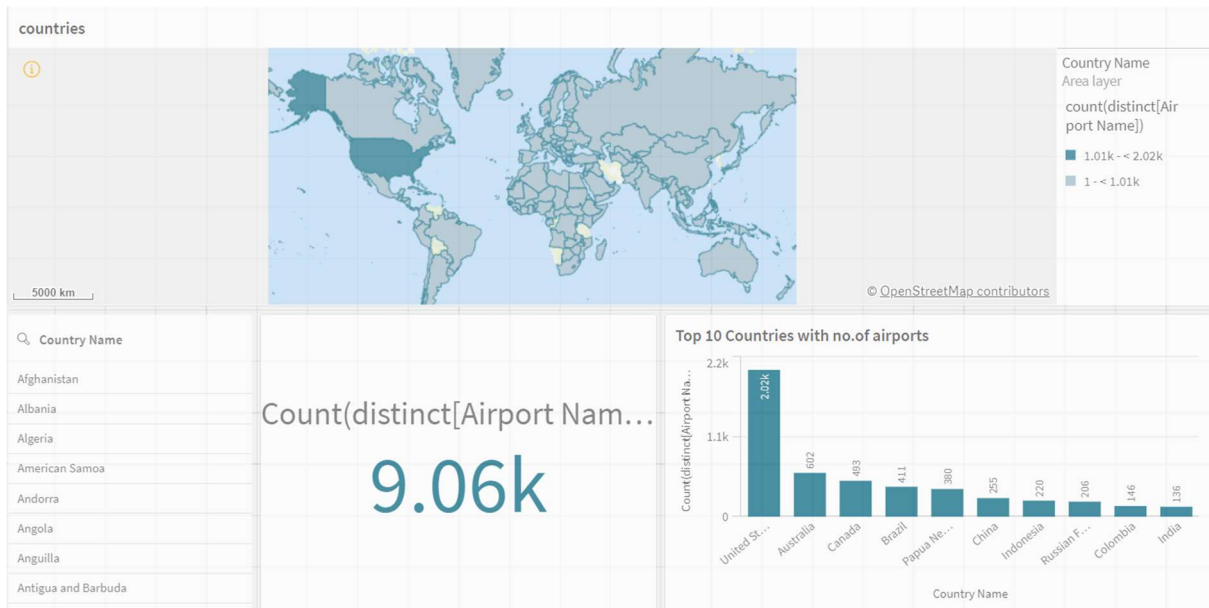 countries
Country Name
Area layer
count(distinct[Air
port Name])
1.01k - < 2.02k
1 - < 1.01k
5000 km
© OpenStreetMap contributors
Country Name
Afghanistan
Albania
Algeria
American Samoa
Andorra
Angola
Anguilla
Antigua and Barbuda
Count(distinct[Airport Nam...
9.06k
Top 10 Countries with no.of airports
Count(distinct[Airport Na...
2.2k
1.1k
0
2.02k
602
493
411
380
255
220
206
146
136
United St...
Australia
Canada
Brazil
Papua Ne...
China
Indonesia
Russian F...
Colombia
India
Country Name